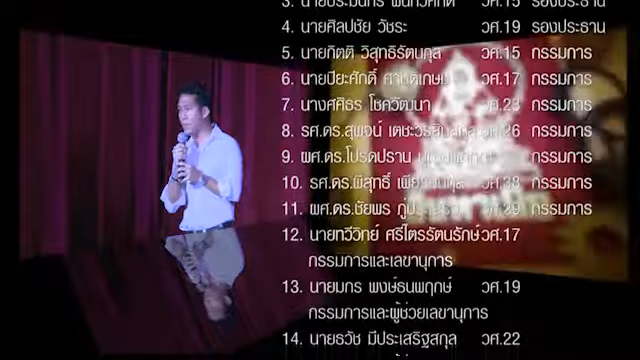 4. นายศิลปชัย วัชระ วศ.19 รองประธาน
5. นายกิตติ วิสุทธิรัตนกุล วศ.15 กรรมการ
6. นายปิยะศักดิ์ วศ.17 กรรมการ
7. นางศศิธร โชควัฒนา วศ.23 กรรมการ
8. รศ.ดร.สุพจน์ วศ.26 กรรมการ
9. ผศ.ดร.โปรดปราน กรรมการ
10. รศ.ดร.พิสุทธิ์ วศ.38 กรรมการ
11. ผศ.ดร.ชัยพร วศ.29 กรรมการ
12. นายทวีวิทย์ ศรีไตรรัตนรักษ์วศ.17
กรรมการและเลขานุการ
13. นายมกร พงษ์ธนพฤกษ์ วศ.19
กรรมการและผู้ช่วยเลขานุการ
14. นายธวัช มีประเสริฐสกุล วศ.22